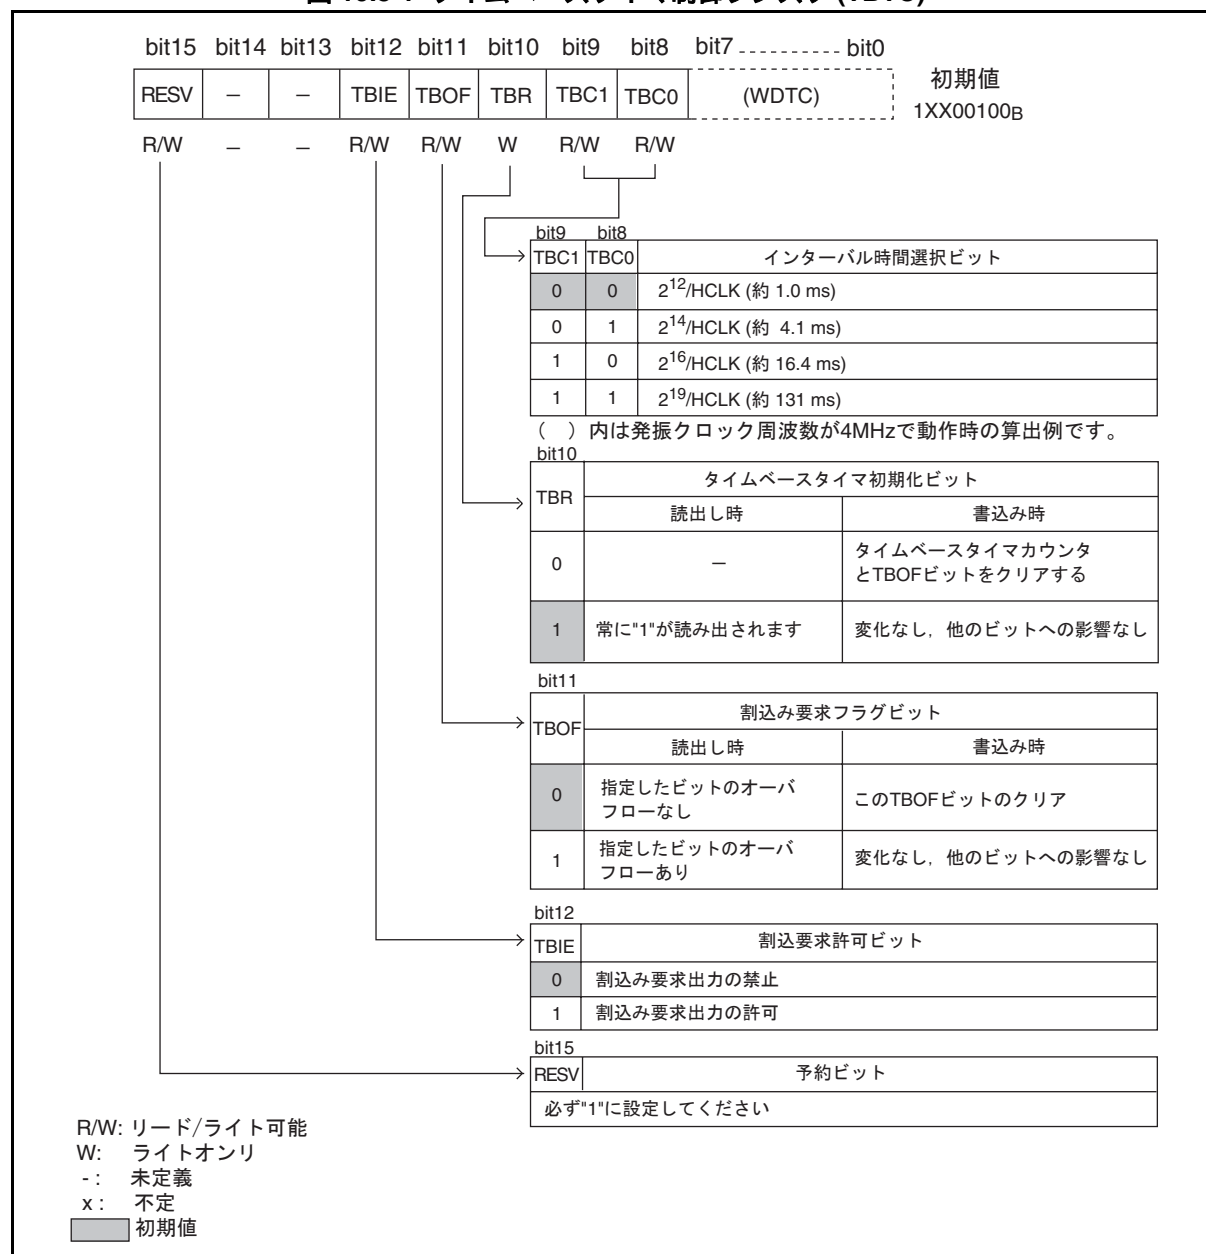 bit15 bit14 bit13 bit12 bit11 bit10 bit9 bit8 bit7 bit0
RESV － － TBIE TBOF TBR TBC1 TBC0 (WDTC)
初期値
1XX00100B
R/W － － R/W R/W W R/W R/W
bit9 bit8
TBC1 TBC0 インターバル時間選択ビット
0 0 2^12/HCLK (約 1.0 ms)
0 1 2^14/HCLK (約 4.1 ms)
1 0 2^16/HCLK (約 16.4 ms)
1 1 2^19/HCLK (約 131 ms)
（　）内は発振クロック周波数が4MHzで動作時の算出例です。
bit10
TBR タイムベースタイマ初期化ビット
読出し時 書込み時
0 － タイムベースタイマカウンタ
とTBOFビットをクリアする
1 常に"1"が読み出されます 変化なし，他のビットへの影響なし
bit11
TBOF 割込み要求フラグビット
読出し時 書込み時
0 指定したビットのオーバ
フローなし このTBOFビットのクリア
1 指定したビットのオーバ
フローあり 変化なし，他のビットへの影響なし
bit12
TBIE 割込要求許可ビット
0 割込み要求出力の禁止
1 割込み要求出力の許可
bit15
RESV 予約ビット
必ず"1"に設定してください
R/W: リード/ライト可能
W: ライトオンリ
- : 未定義
x : 不定
初期値